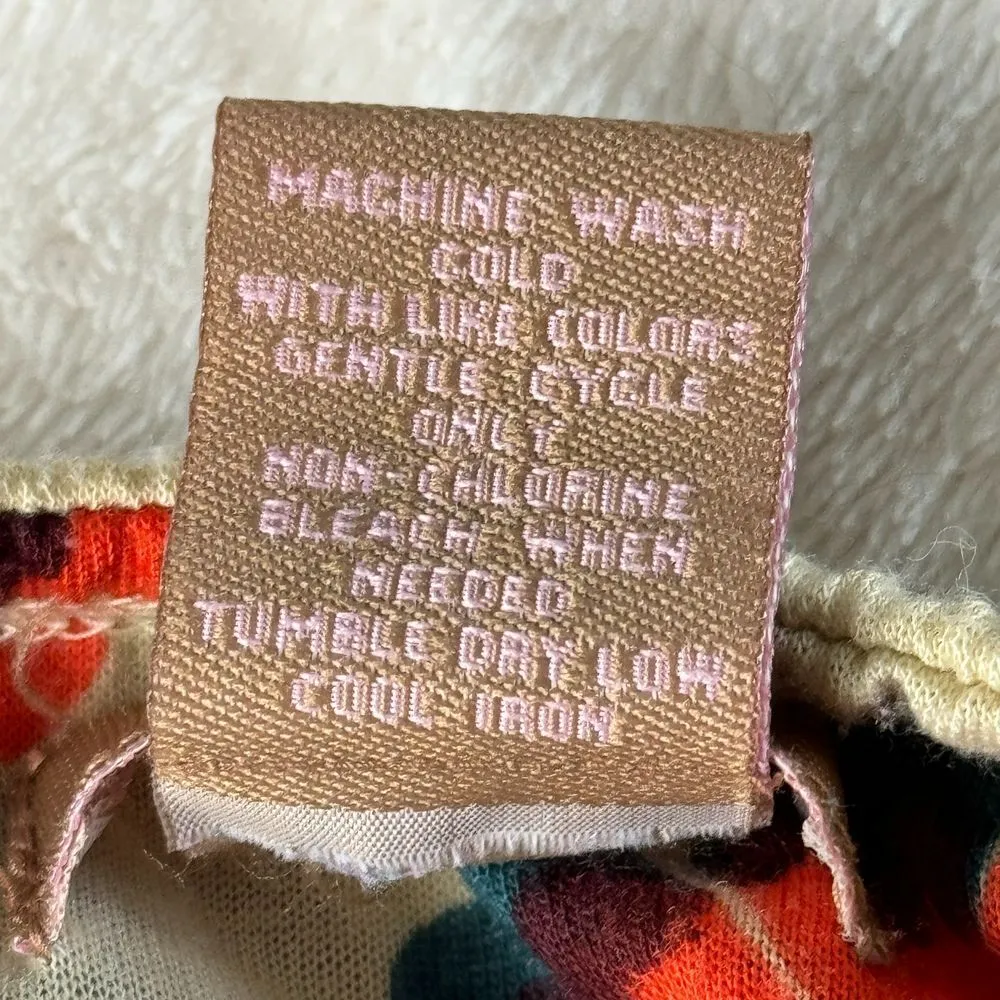 MACHINE WASH
COLD
WITH LIKE COLORS
GENTLE CYCLE
ONLY
NON-CHLORINE
BLEACH WHEN
NEEDED
TUMBLE DRY LOW
COOL IRON